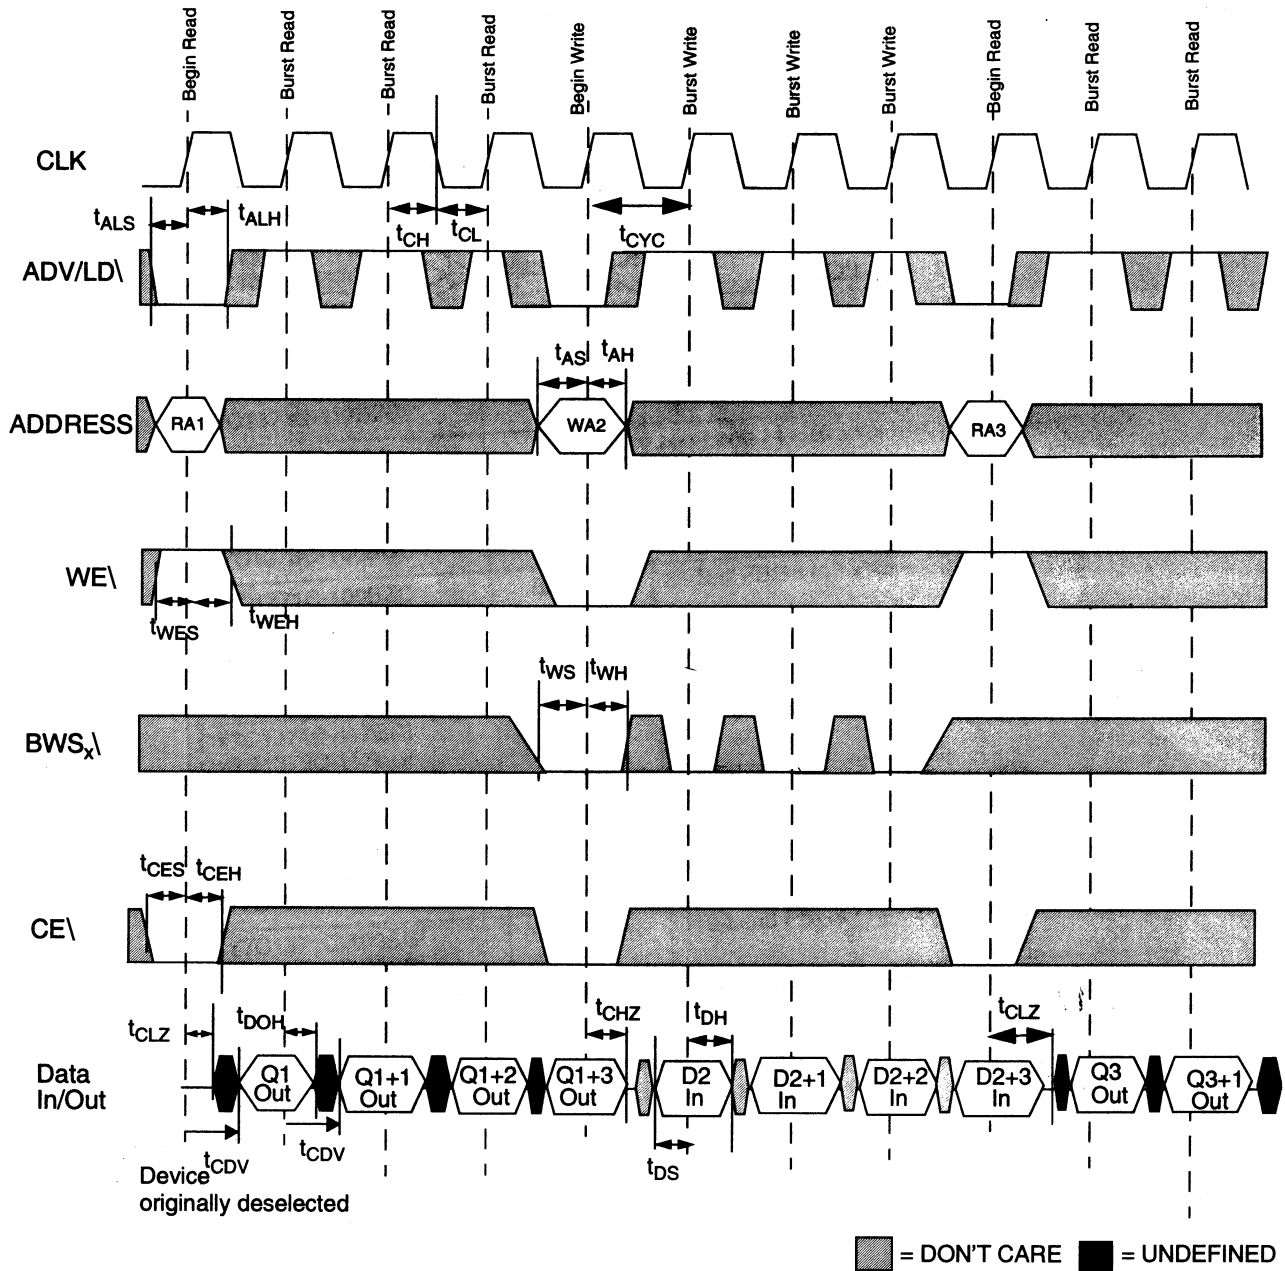 Begin Read
Burst Read
Burst Read
Burst Read
Begin Write
Burst Write
Burst Write
Burst Write
Begin Read
Burst Read
Burst Read
CLK
tALS
tALH
tCH
tCL
tCYC
ADV/LD\
tAS
tAH
ADDRESS
RA1
WA2
RA3
WE\
tWES
tWEH
tWS
tWH
BWSx\
tCES
tCEH
CE\
tCLZ
tDOH
tCHZ
tDH
tCLZ
Data
In/Out
Q1
Out
Q1+1
Out
Q1+2
Out
Q1+3
Out
D2
In
D2+1
In
D2+2
In
D2+3
In
Q3
Out
Q3+1
Out
tCDV
tCDV
tDS
Device
originally deselected
= DON'T CARE
= UNDEFINED